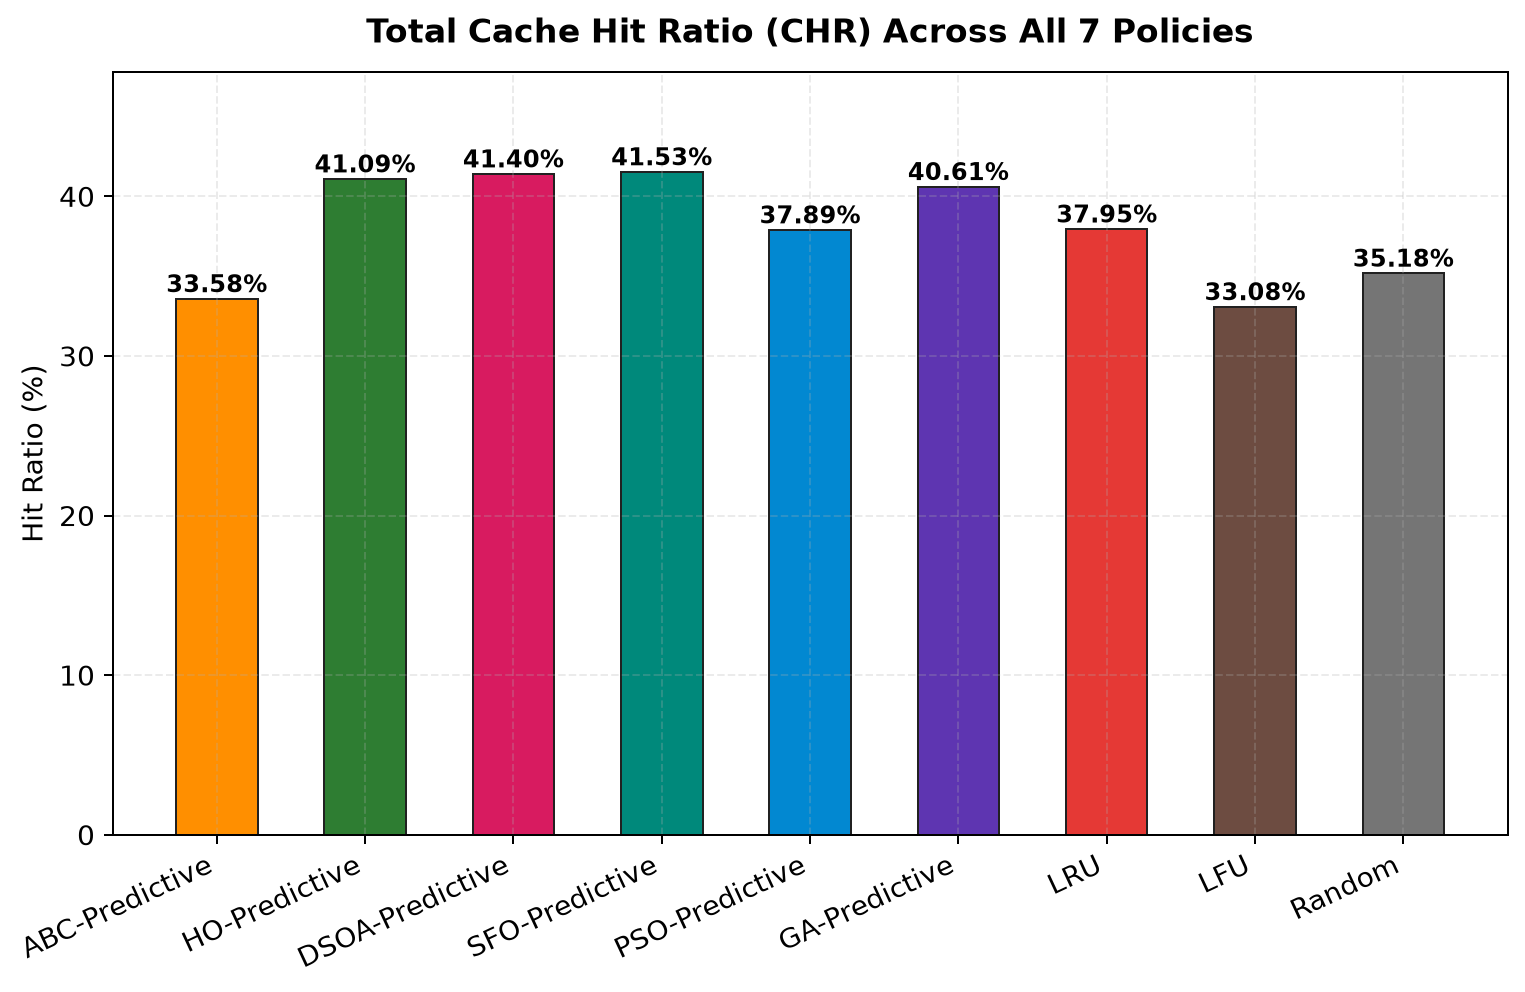 Total Cache Hit Ratio (CHR) Across All 7 Policies
Hit Ratio (%)
40
30
20
10
0
33.58%
41.09%
41.40%
41.53%
37.89%
40.61%
37.95%
33.08%
35.18%
ABC-Predictive
HO-Predictive
DSOA-Predictive
SFO-Predictive
PSO-Predictive
GA-Predictive
LRU
LFU
Random